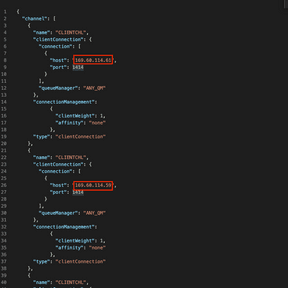 1 {
2 "channel": [
3 {
4 "name": "CLIENTCHL",
5 "clientConnection": {
6 "connection": [
7 {
8 "host": "169.60.114.61",
9 "port": 1414
10 }
11 ],
12 "queueManager": "ANY_QM"
13 },
14 "connectionManagement":
15 {
16 "clientWeight": 1,
17 "affinity": "none"
18 },
19 "type": "clientConnection"
20 },
21 {
22 "name": "CLIENTCHL",
23 "clientConnection": {
24 "connection": [
25 {
26 "host": "169.60.114.59",
27 "port": 1414
28 }
29 ],
30 "queueManager": "ANY_QM"
31 },
32 "connectionManagement":
33 {
34 "clientWeight": 1,
35 "affinity": "none"
36 },
37 "type": "clientConnection"
38 },
39 {
40 "name": "CLIENTCHL",